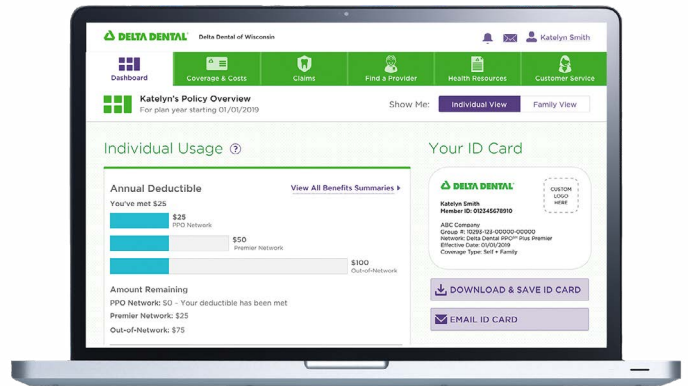 DELTA DENTAL Delta Dental of Wisconsin Katelyn Smith
Dashboard Coverage & Costs Claims Find a Provider Health Resources Customer Service
Katelyn's Policy Overview
For plan year starting 01/01/2019
Show Me: Individual View Family View
Individual Usage ?
Annual Deductible View All Benefits Summaries
You've met $25
$25
PPO Network
$50
Premier Network
$100
Out-of-Network
Amount Remaining
PPO Network: $0 - Your deductible has been met
Premier Network: $25
Out-of-Network: $75
Your ID Card
DELTA DENTAL
CUSTOM
LOGO
HERE
Katelyn Smith
Member ID: 012345678910
ABC Company
Group #: 10293-123-00000-00000
Network: Delta Dental PPO Plus Premier
Effective Date: 01/01/2019
Coverage Type: Self + Family
DOWNLOAD & SAVE ID CARD
EMAIL ID CARD